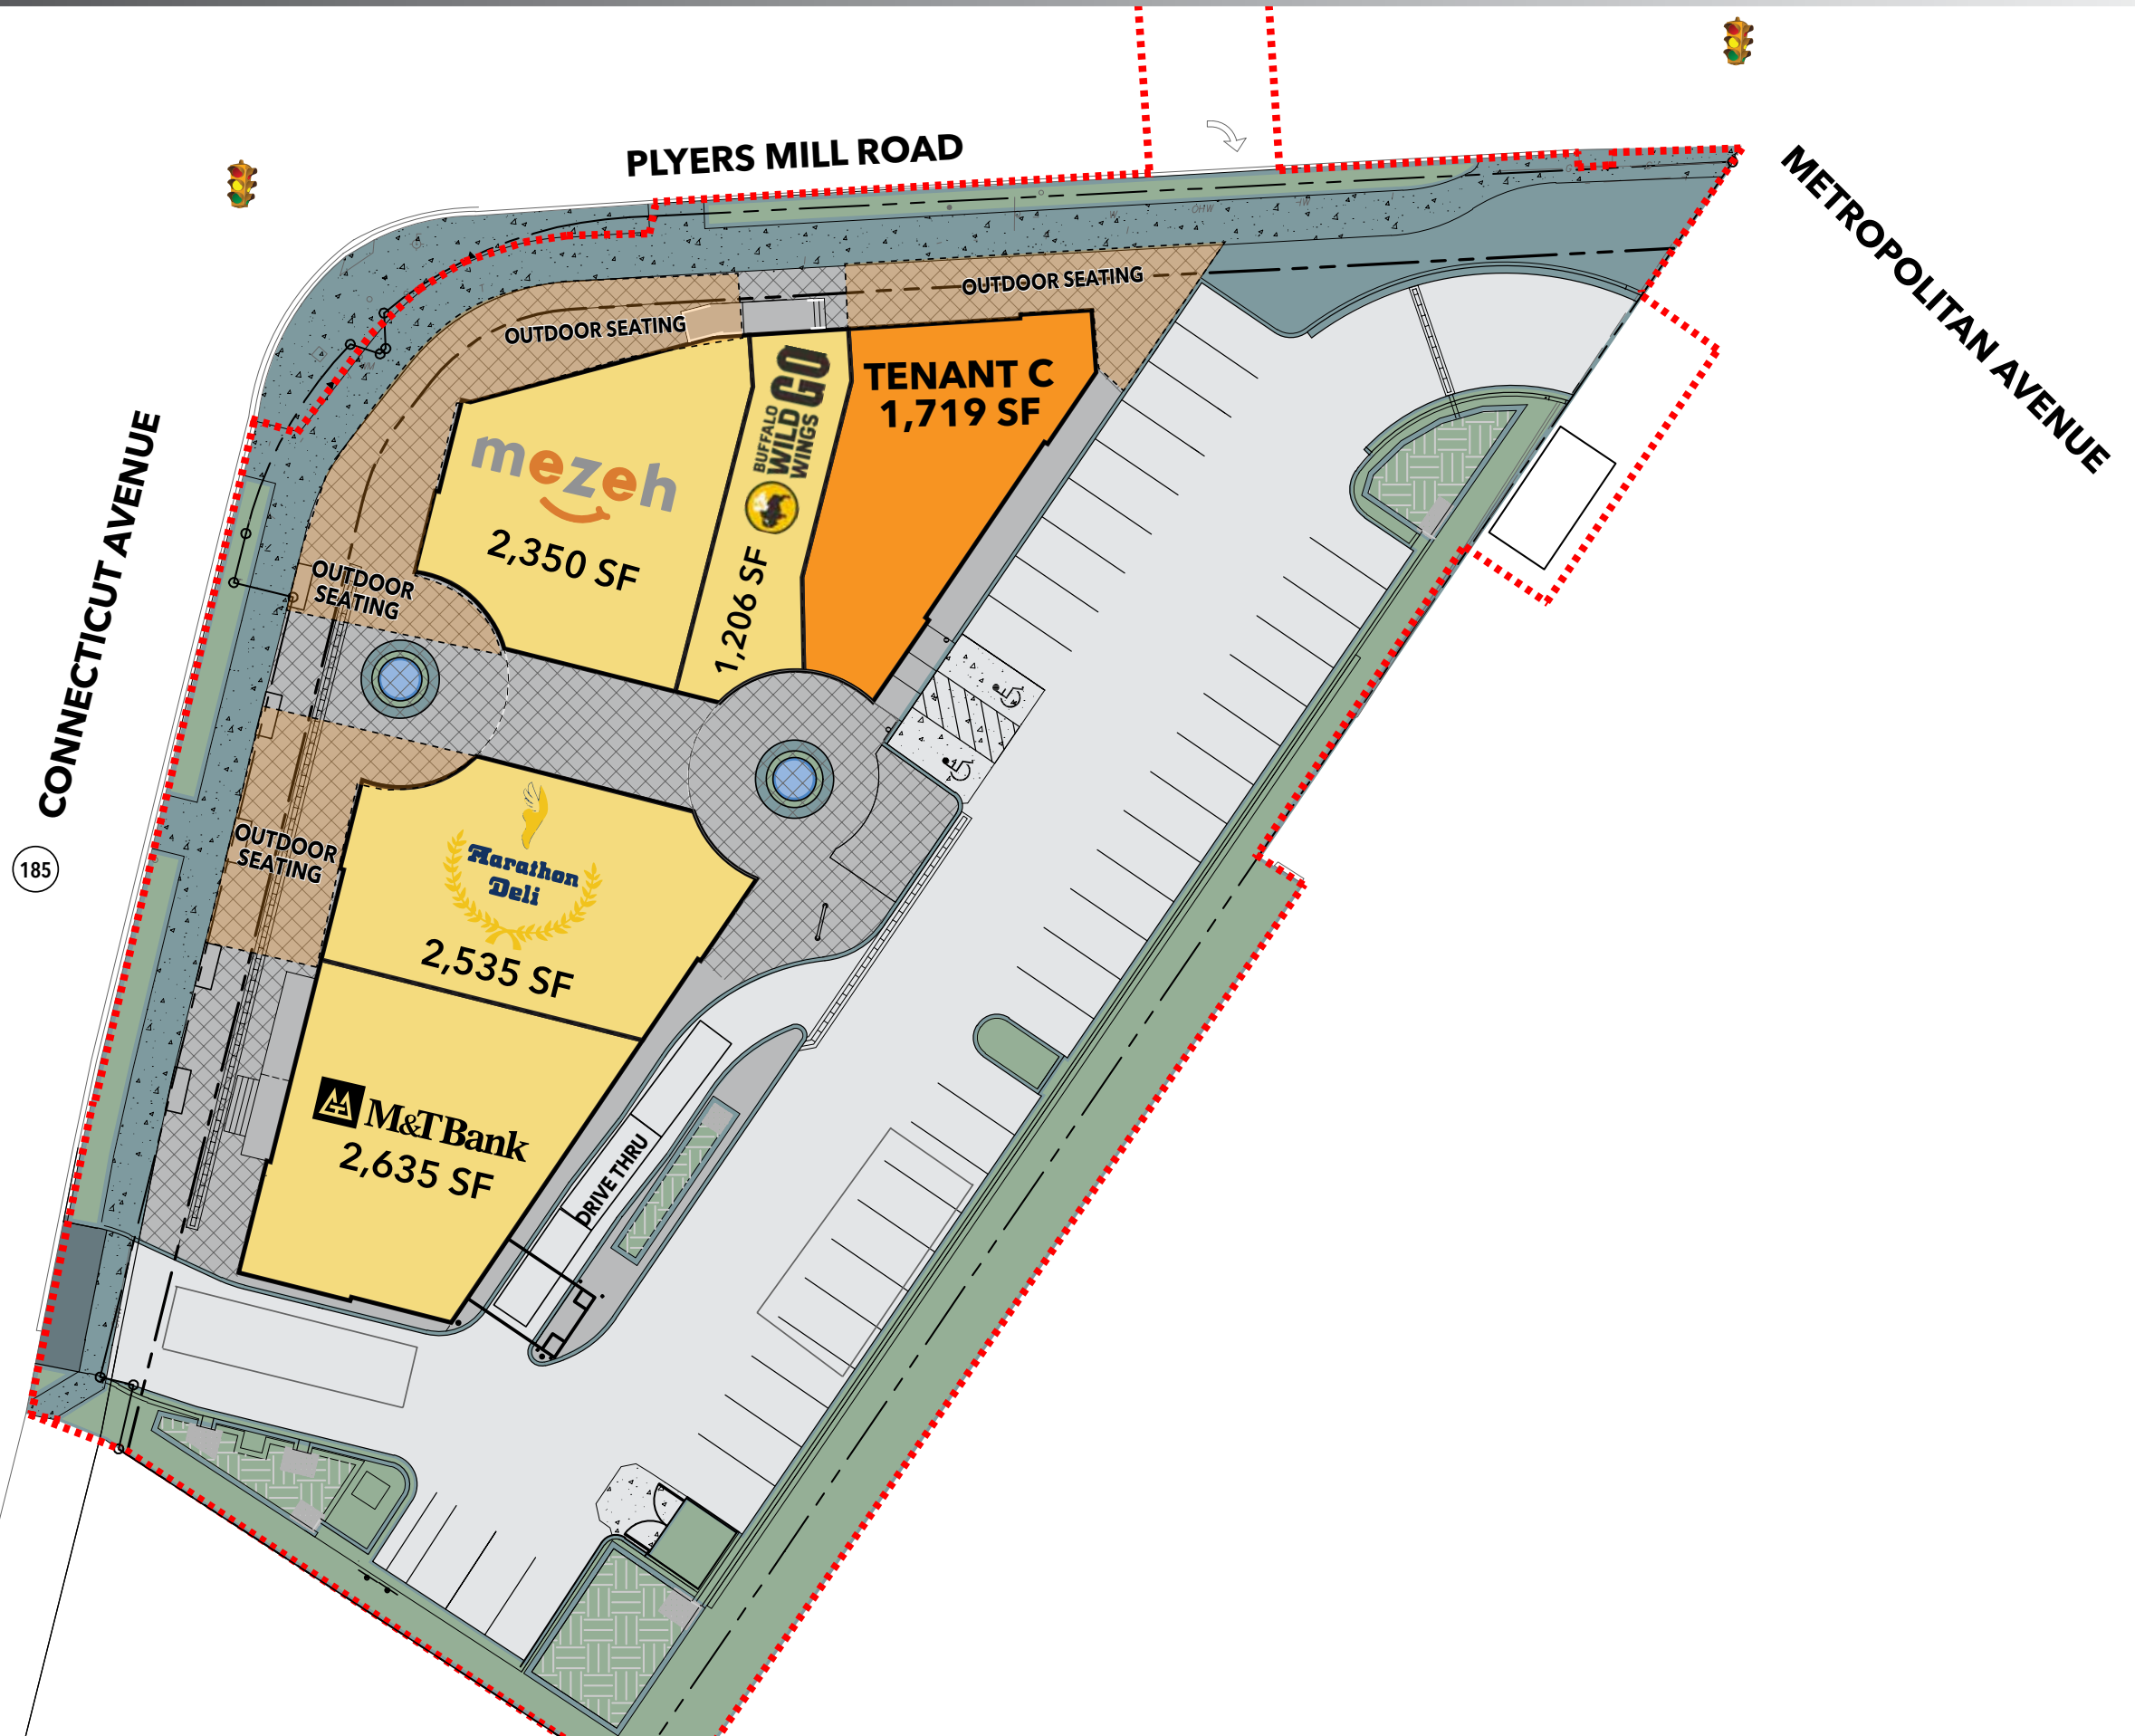 PLYERS MILL ROAD
METROPOLITAN AVENUE
CONNECTICUT AVENUE
185
OUTDOOR SEATING
OUTDOOR SEATING
OHW
TENANT C
1,719 SF
BUFFALO
WILD
WINGS
GO
1,206 SF
mezeh
2,350 SF
OUTDOOR
SEATING
OUTDOOR
SEATING
Marathon
Deli
2,535 SF
M&T Bank
2,635 SF
DRIVE THRU